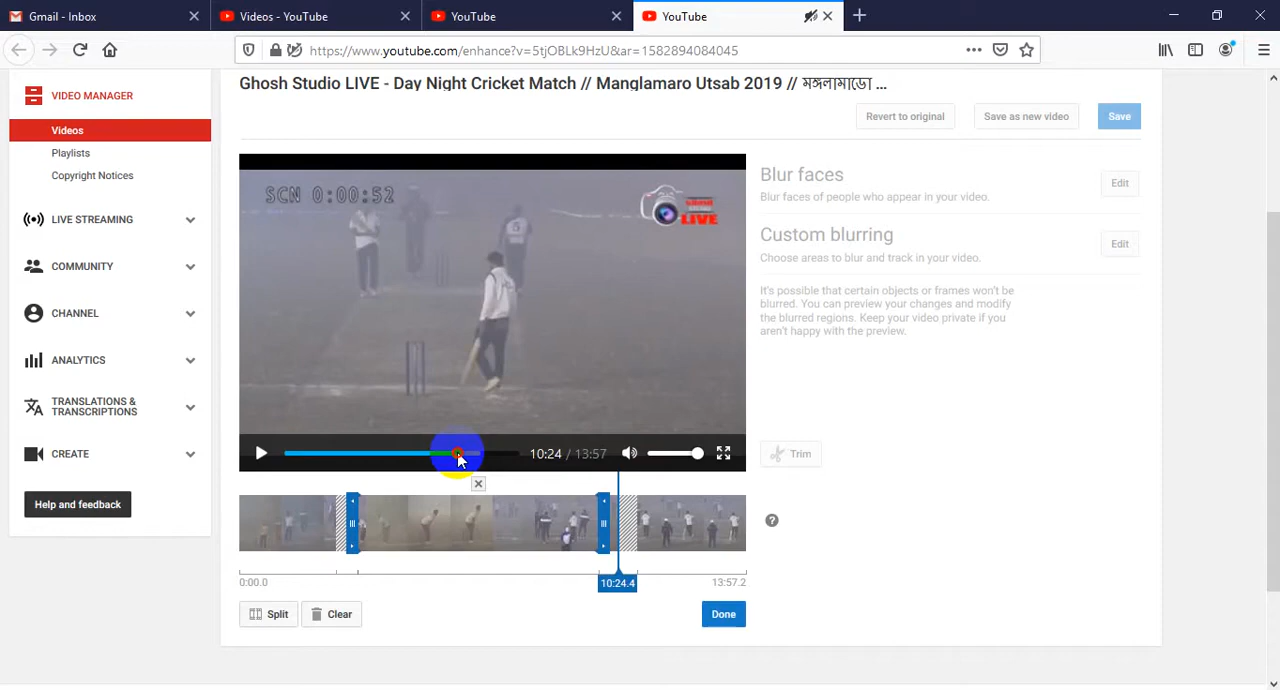 Gmail - Inbox
Videos - YouTube
YouTube
YouTube
https://www.youtube.com/enhance?v=5tjOBLk9HzU&ar=1582894084045
VIDEO MANAGER
Videos
Playlists
Copyright Notices
LIVE STREAMING
COMMUNITY
CHANNEL
ANALYTICS
TRANSLATIONS &
TRANSCRIPTIONS
CREATE
Help and feedback
Ghosh Studio LIVE - Day Night Cricket Match // Manglamaro Utsab 2019 // মঙ্গলামাডো ...
Revert to original
Save as new video
Save
SCN 0:00:52
LIVE
Blur faces
Blur faces of people who appear in your video.
Edit
Custom blurring
Choose areas to blur and track in your video.
Edit
It's possible that certain objects or frames won't be
blurred. You can preview your changes and modify
the blurred regions. Keep your video private if you
aren't happy with the preview.
10:24 / 13:57
Trim
0:00.0
10:24.4
13:57.2
Split
Clear
Done